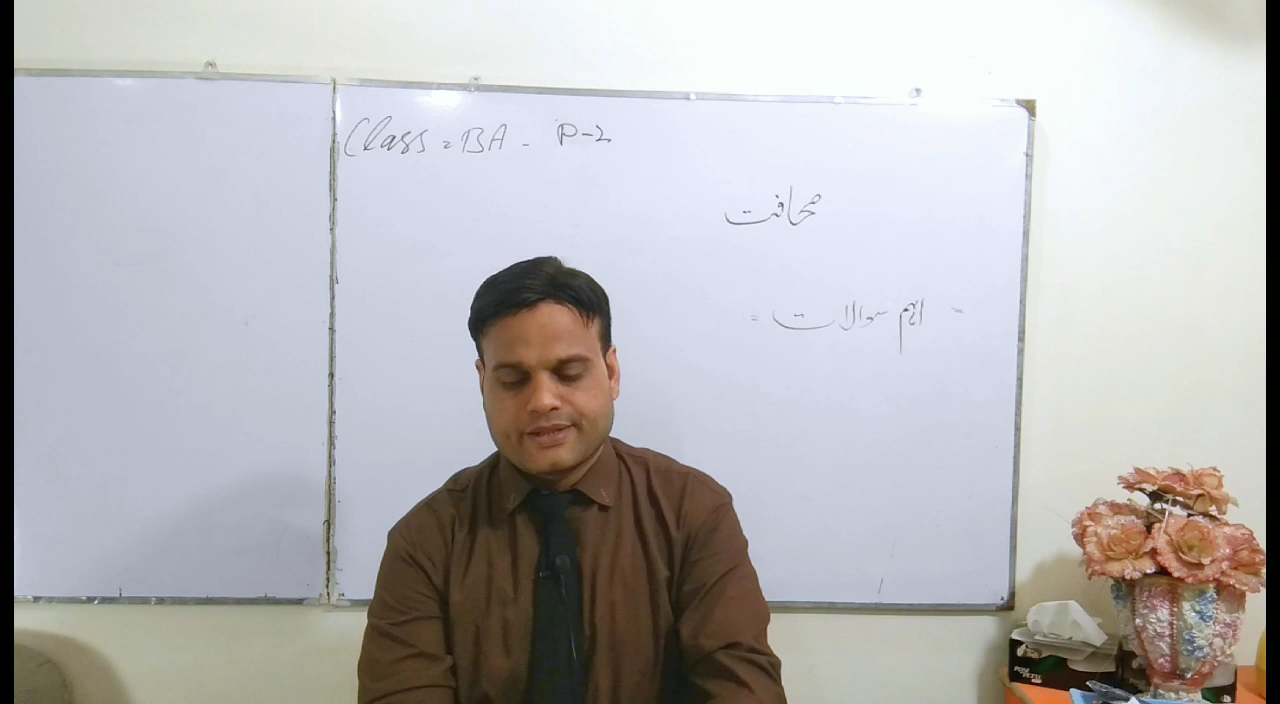 Class = BA - P-2
صحافت
- اہم سوالات =